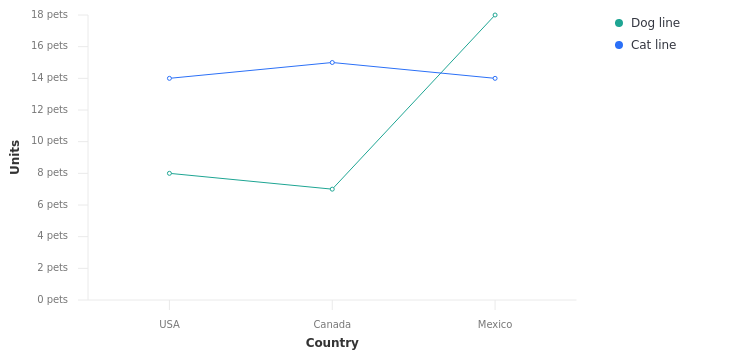 18 pets
16 pets
14 pets
12 pets
10 pets
8 pets
6 pets
4 pets
2 pets
0 pets
Units
USA
Canada
Mexico
Country
Dog line
Cat line